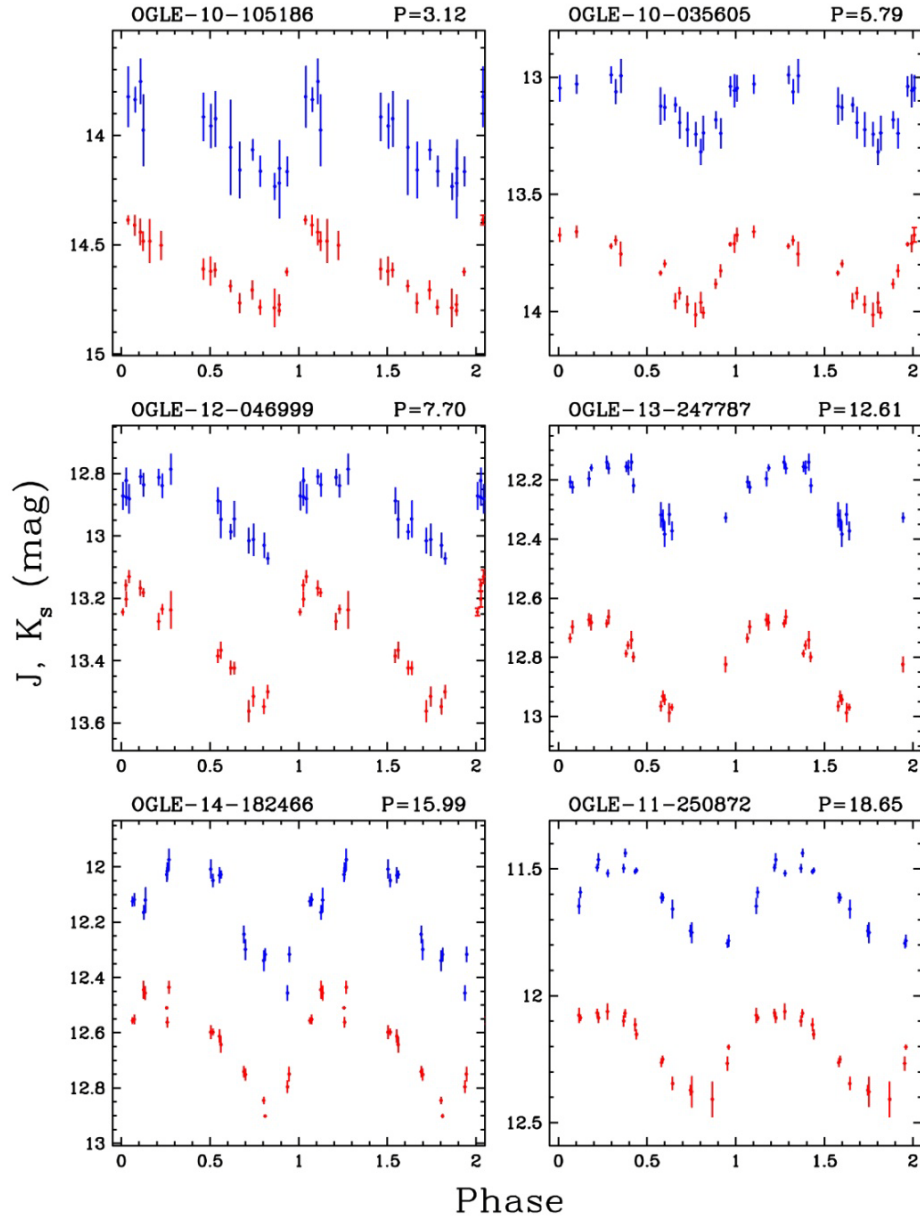 OGLE-10-105186 P=3.12
OGLE-10-035605 P=5.79
14
14.5
15
0 0.5 1 1.5 2
13
13.5
14
0 0.5 1 1.5 2
OGLE-12-046999 P=7.70
OGLE-13-247787 P=12.61
12.8
13
13.2
13.4
13.6
0 0.5 1 1.5 2
12.2
12.4
12.6
12.8
13
0 0.5 1 1.5 2
OGLE-14-182466 P=15.99
OGLE-11-250872 P=18.65
12
12.2
12.4
12.6
12.8
13
0 0.5 1 1.5 2
11.5
12
12.5
0 0.5 1 1.5 2
J, Ks (mag)
Phase